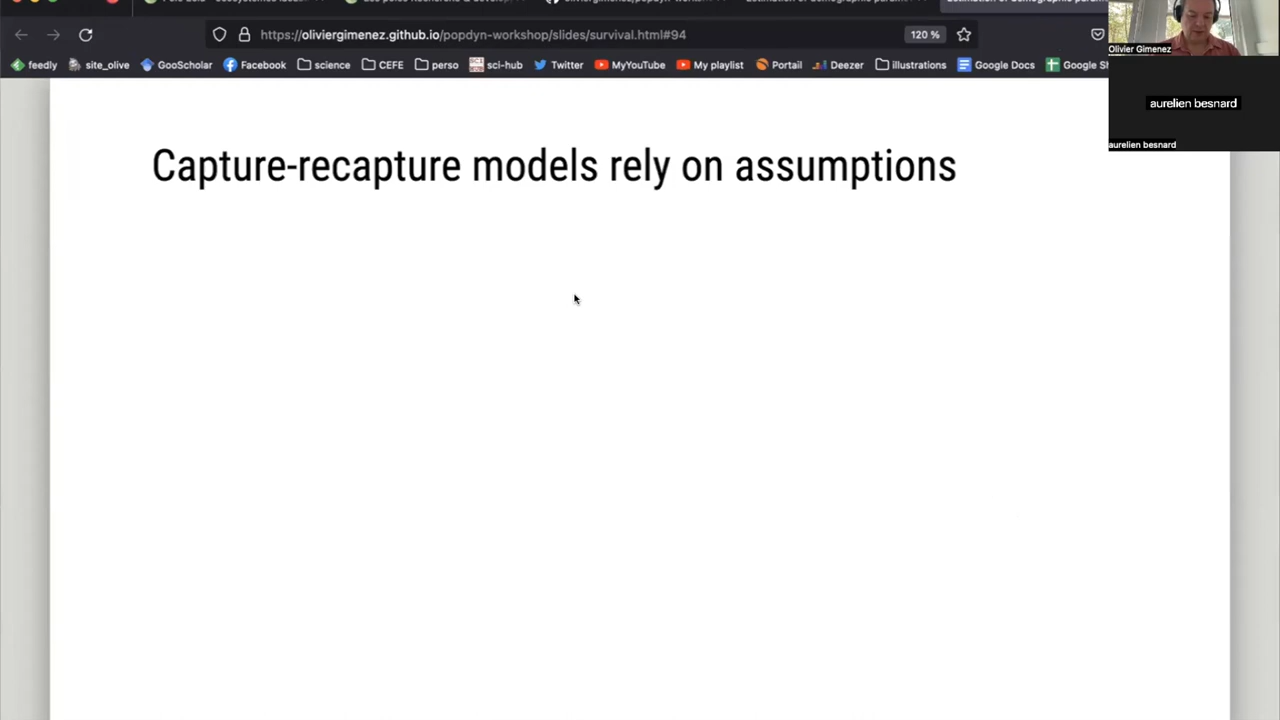 https://oliviergimenez.github.io/popdyn-workshop/slides/survival.html#94
120 %
feedly site_olive GooScholar Facebook science CEFE perso sci-hub Twitter MyYouTube My playlist Portail Deezer illustrations Google Docs Google Sh
Olivier Gimenez
aurelien besnard
aurelien besnard
Capture-recapture models rely on assumptions